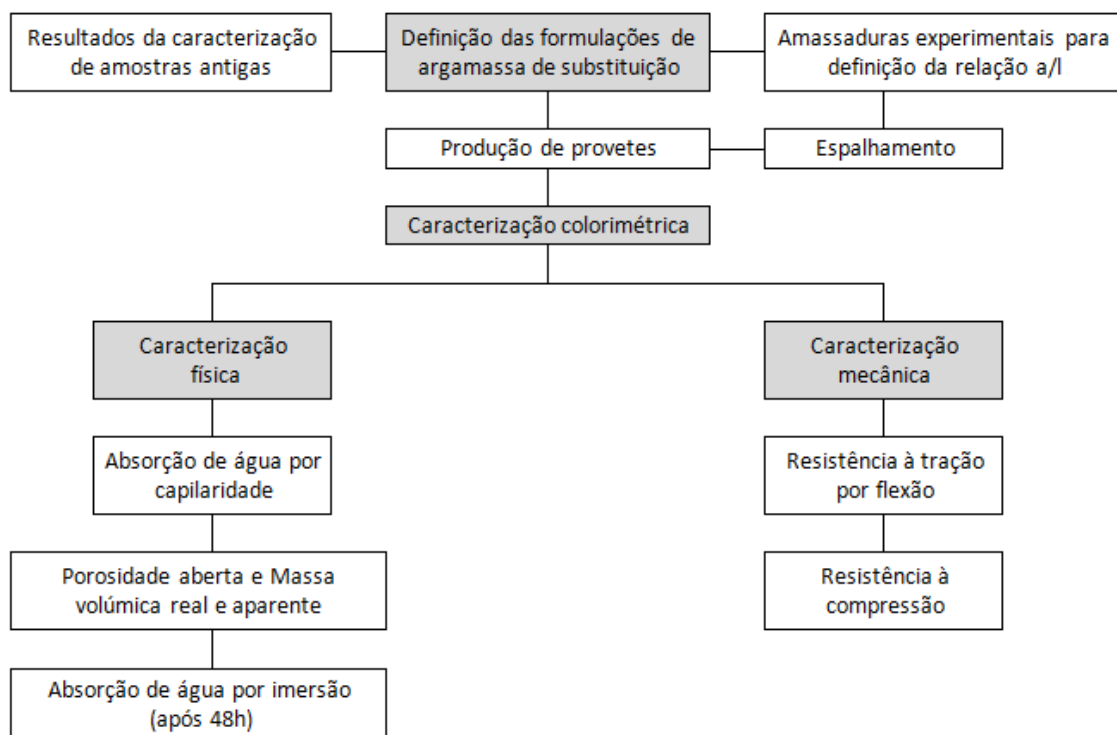 Resultados da caracterização
de amostras antigas
Definição das formulações de
argamassa de substituição
Amassaduras experimentais para
definição da relação a/l
Produção de provetes
Espalhamento
Caracterização colorimétrica
Caracterização
física
Caracterização
mecânica
Absorção de água por
capilaridade
Resistência à tração
por flexão
Porosidade aberta e Massa
volúmica real e aparente
Resistência à
compressão
Absorção de água por imersão
(após 48h)